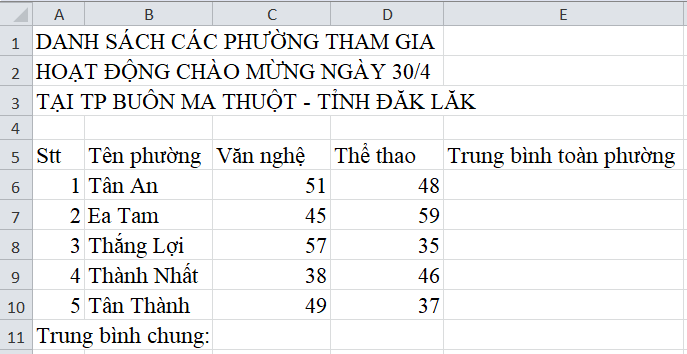 A B C D E
1 DANH SÁCH CÁC PHƯỜNG THAM GIA
2 HOẠT ĐỘNG CHÀO MỪNG NGÀY 30/4
3 TẠI TP BUÔN MA THUỘT - TỈNH ĐĂK LĂK
4
5 Stt Tên phường Văn nghệ Thể thao Trung bình toàn phường
6 1 Tân An 51 48
7 2 Ea Tam 45 59
8 3 Thắng Lợi 57 35
9 4 Thành Nhất 38 46
10 5 Tân Thành 49 37
11 Trung bình chung: